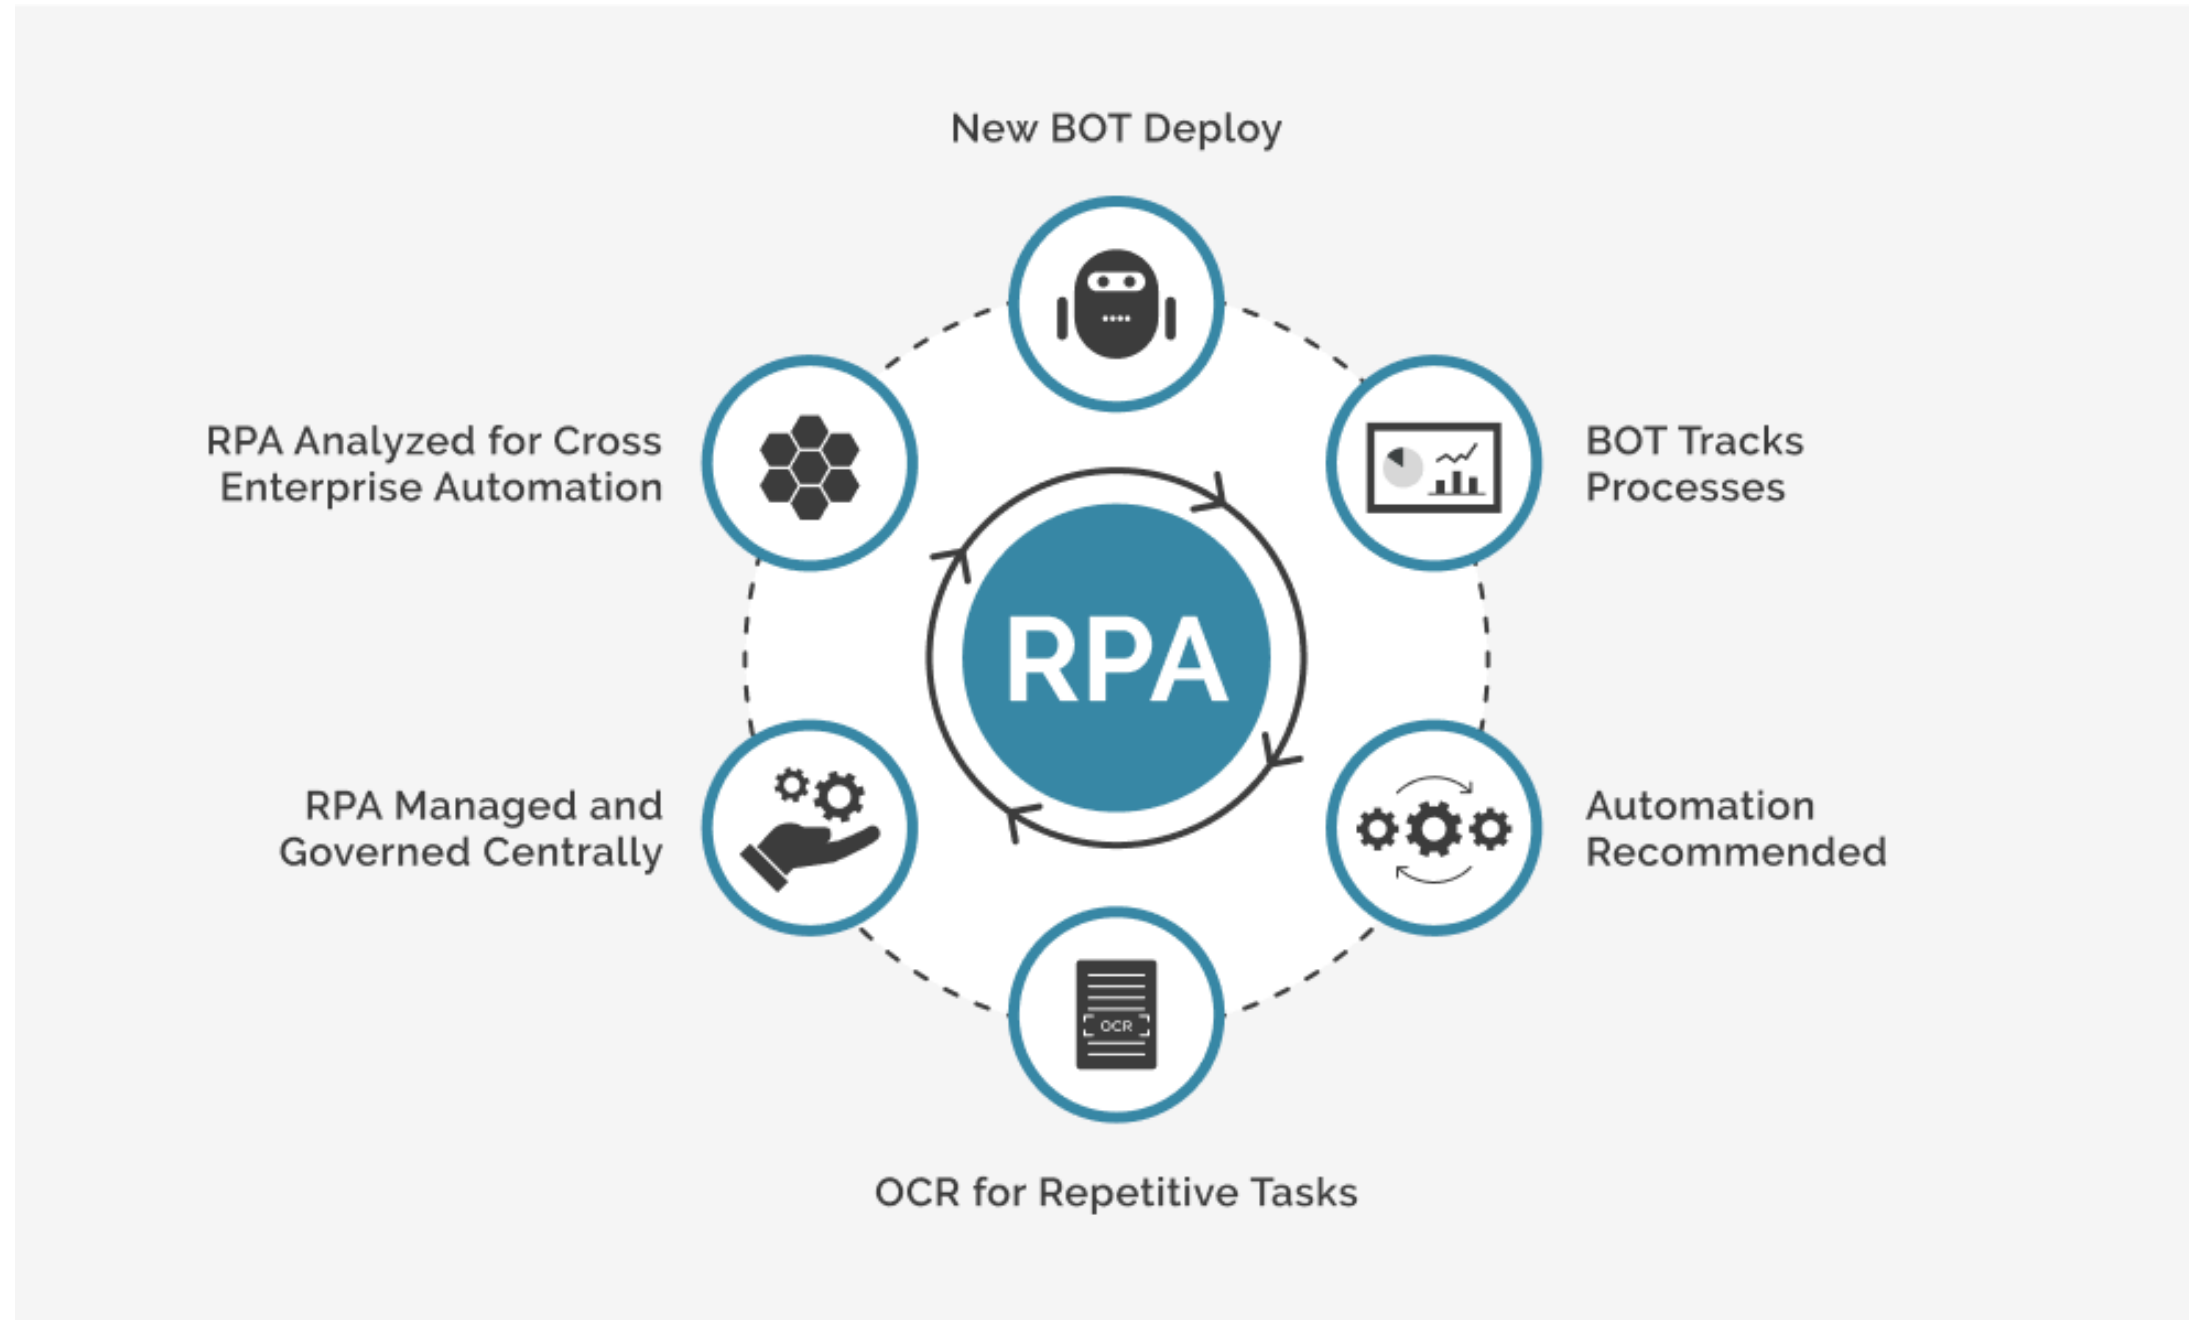 New BOT Deploy
RPA Analyzed for Cross
Enterprise Automation
BOT Tracks
Processes
RPA
RPA Managed and
Governed Centrally
Automation
Recommended
OCR
OCR for Repetitive Tasks